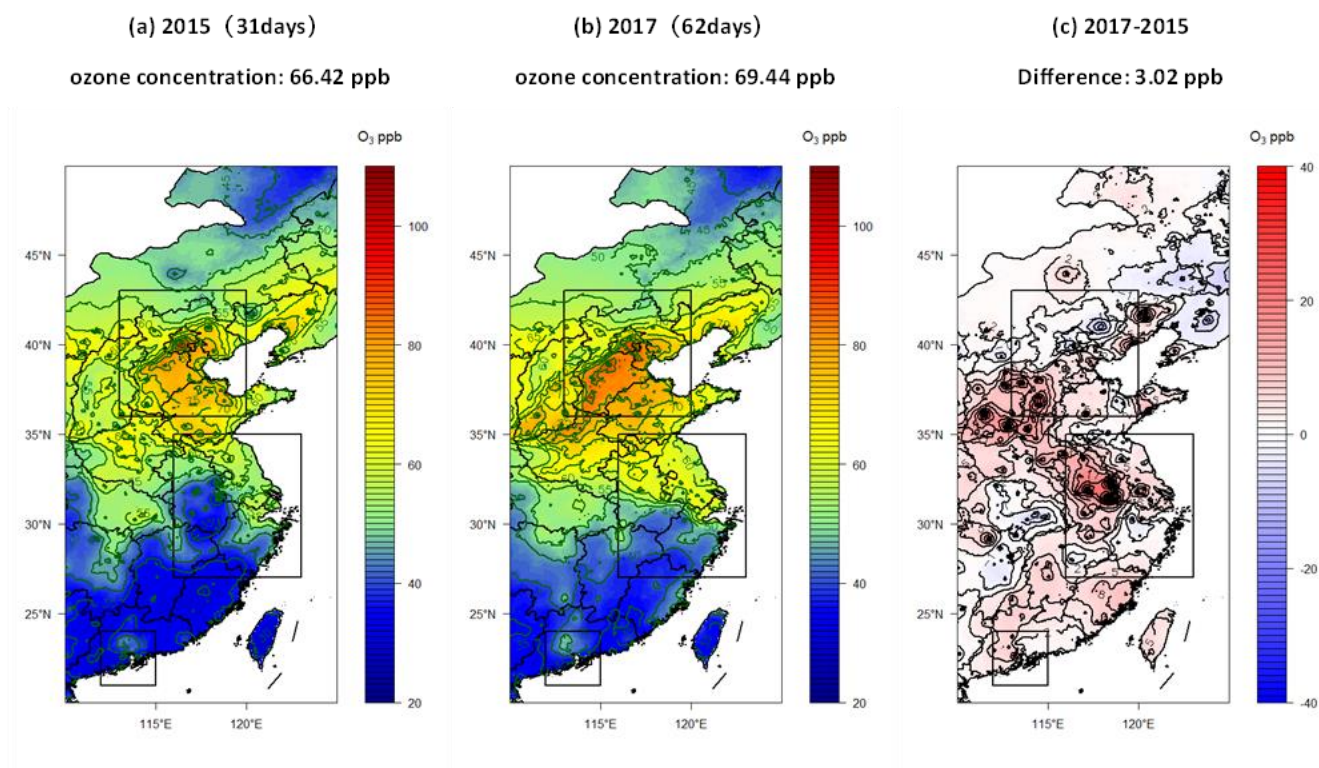 (a) 2015（31days）
(b) 2017（62days）
(c) 2017-2015
ozone concentration: 66.42 ppb
ozone concentration: 69.44 ppb
Difference: 3.02 ppb
O₃ ppb
O₃ ppb
O₃ ppb
45°N
40°N
35°N
30°N
25°N
115°E
120°E
100
80
60
40
20
45°N
40°N
35°N
30°N
25°N
115°E
120°E
100
80
60
40
20
45°N
40°N
35°N
30°N
25°N
115°E
120°E
40
20
0
-20
-40